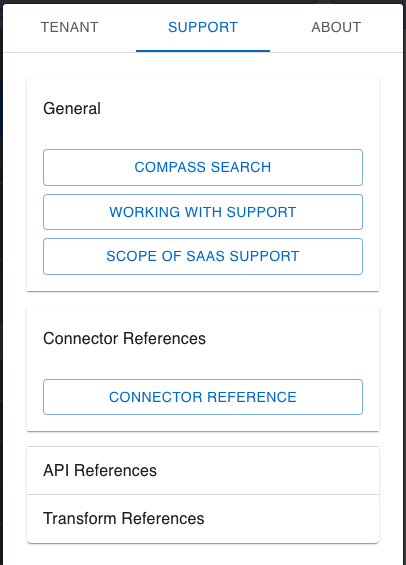 TENANT SUPPORT ABOUT
General
COMPASS SEARCH
WORKING WITH SUPPORT
SCOPE OF SAAS SUPPORT
Connector References
CONNECTOR REFERENCE
API References
Transform References